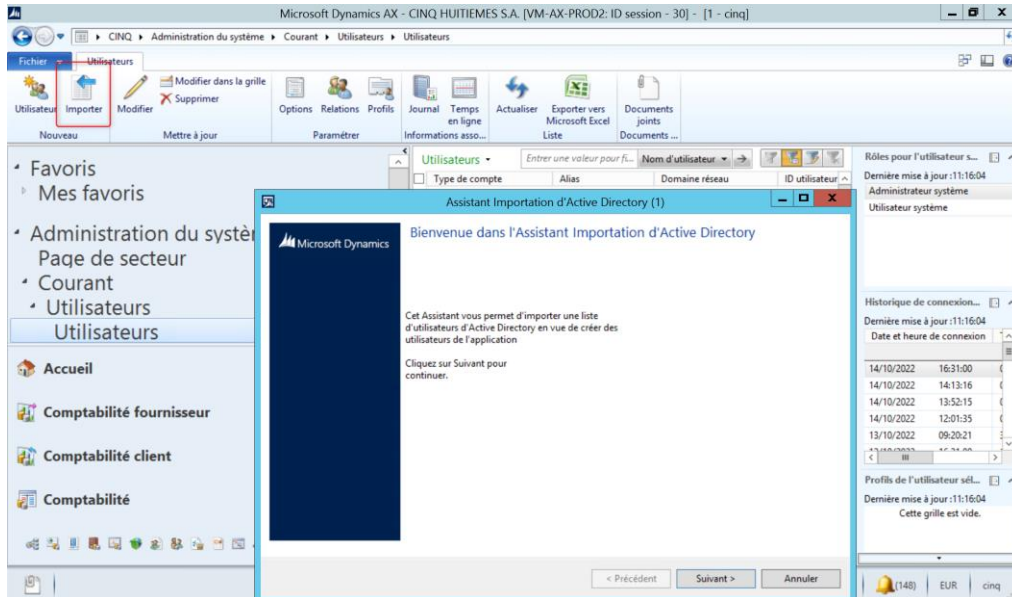 Microsoft Dynamics AX - CINQ HUITIEMES S.A. [VM-AX-PROD2: ID session - 30] - [1 - cinq]
CINQ Administration du système Courant Utilisateurs Utilisateurs
Fichier Utilisateurs
Utilisateur Importer Modifier Modifier dans la grille Supprimer Options Relations Profils Journal Temps en ligne Actualiser Exporter vers Microsoft Excel Documents joints
Nouveau Mettre à jour Paramétrer Informations asso... Liste Documents ...
Favoris
Mes favoris
Administration du systèm
Page de secteur
Courant
Utilisateurs
Utilisateurs
Accueil
Comptabilité fournisseur
Comptabilité client
Comptabilité
Utilisateurs Entrer une valeur pour fi... Nom d'utilisateur
Type de compte Alias Domaine réseau ID utilisateur
Assistant Importation d'Active Directory (1)
Microsoft Dynamics
Bienvenue dans l'Assistant Importation d'Active Directory
Cet Assistant vous permet d'importer une liste
d'utilisateurs d'Active Directory en vue de créer des
utilisateurs de l'application
Cliquez sur Suivant pour
continuer.
< Précédent Suivant > Annuler
Rôles pour l'utilisateur s...
Dernière mise à jour :11:16:04
Administrateur système
Utilisateur système
Historique de connexion...
Dernière mise à jour :11:16:04
Date et heure de connexion
14/10/2022 16:31:00
14/10/2022 14:13:16
14/10/2022 13:52:15
14/10/2022 12:01:35
13/10/2022 09:20:21
Profils de l'utilisateur sél...
Dernière mise à jour :11:16:04
Cette grille est vide.
(148) EUR cinq